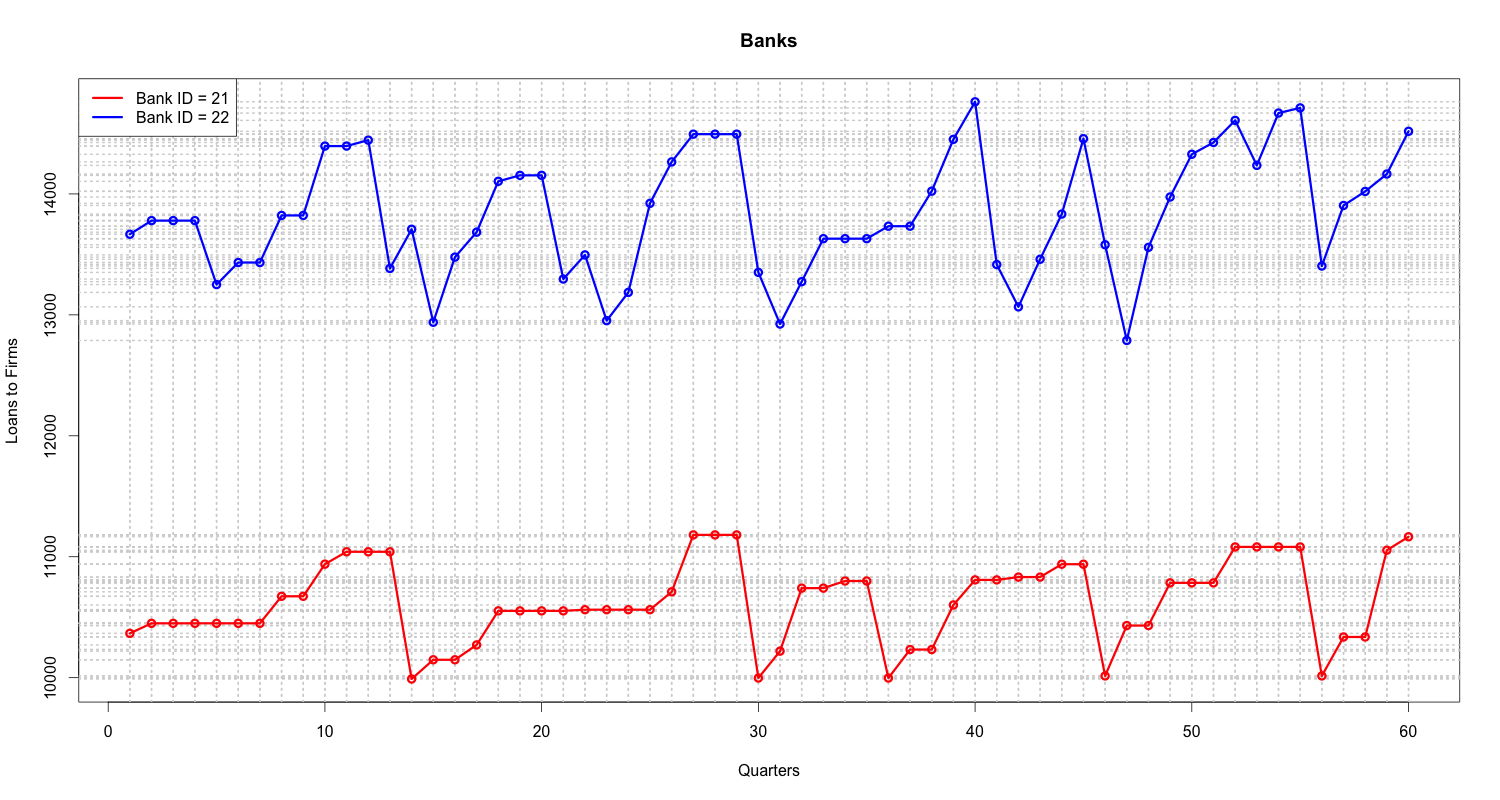 Banks
Bank ID = 21
Bank ID = 22
Loans to Firms
14000
13000
12000
11000
10000
0 10 20 30 40 50 60
Quarters